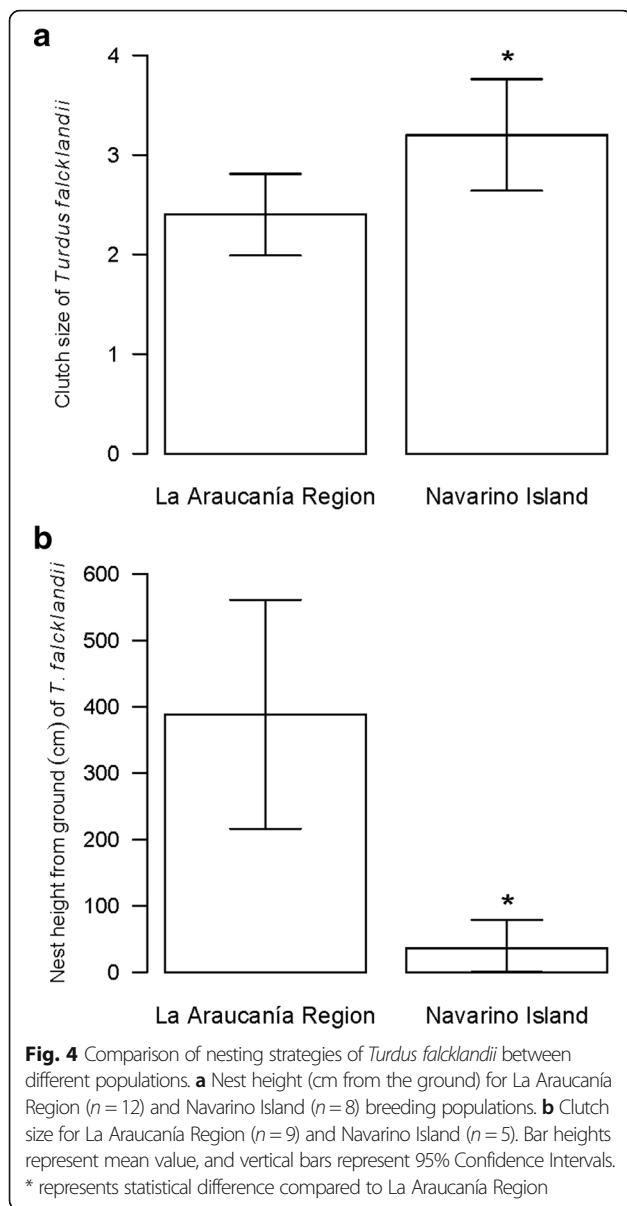 a
Clutch size of Turdus falcklandii
4
3
2
1
0
*
La Araucanía Region Navarino Island
b
Nest height from ground (cm) of T. falcklandii
600
500
400
300
200
100
0
*
La Araucanía Region Navarino Island
Fig. 4 Comparison of nesting strategies of Turdus falcklandii between
different populations. a Nest height (cm from the ground) for La Araucanía
Region (n = 12) and Navarino Island (n = 8) breeding populations. b Clutch
size for La Araucanía Region (n = 9) and Navarino Island (n = 5). Bar heights
represent mean value, and vertical bars represent 95% Confidence Intervals.
* represents statistical difference compared to La Araucanía Region